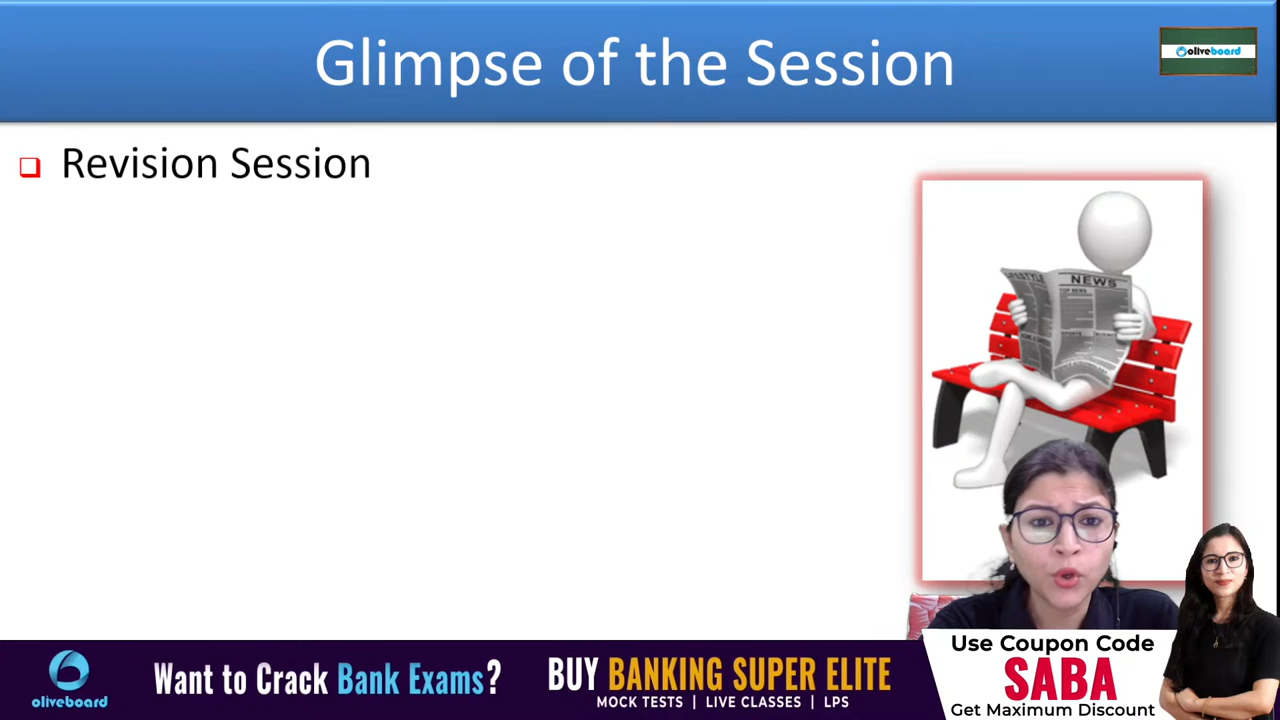 Glimpse of the Session
oliveboard
Revision Session
NEWS
Want to Crack Bank Exams?
BUY BANKING SUPER ELITE
MOCK TESTS | LIVE CLASSES | LPS
Use Coupon Code
SABA
Get Maximum Discount
oliveboard